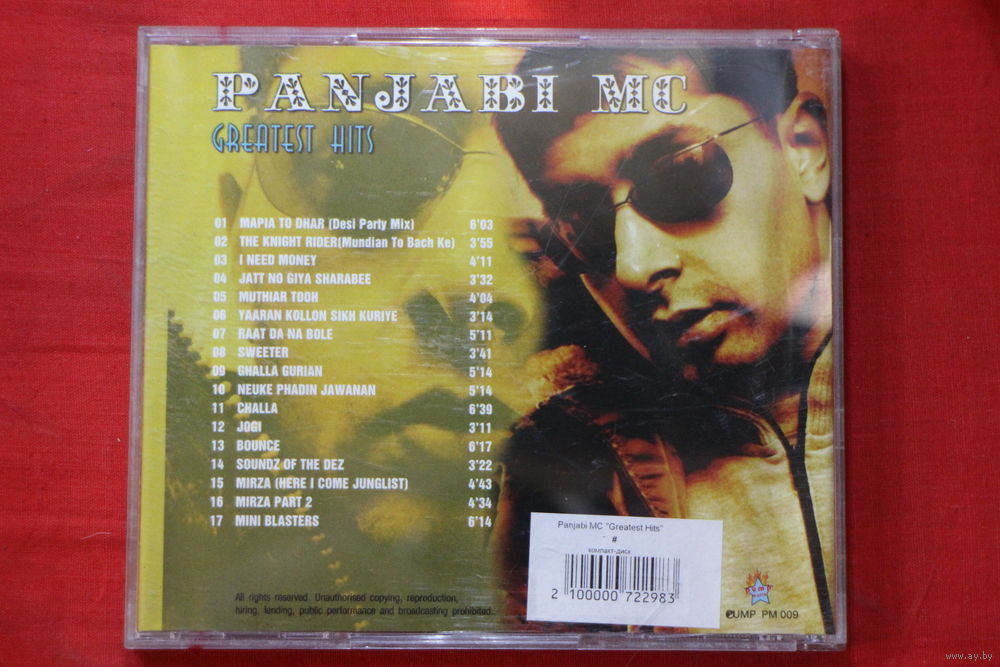 PANJABI MC
GREATEST HITS
01 MAPIA TO DHAR (Desi Party Mix) 6'03
02 THE KNIGHT RIDER(Mundian To Bach Ke) 3'55
03 I NEED MONEY 4'11
04 JATT NO GIYA SHARABEE 3'32
05 MUTHIAR TOOH 4'04
06 YAARAN KOLLON SIKH KURIYE 3'14
07 RAAT DA NA BOLE 5'11
08 SWEETER 3'41
09 GHALLA GURIAN 5'14
10 NEUKE PHADIN JAWANAN 5'14
11 CHALLA 6'39
12 JOGI 3'11
13 BOUNCE 6'17
14 SOUNDZ OF THE DEZ 3'22
15 MIRZA (HERE I COME JUNGLIST) 4'43
16 MIRZA PART 2 4'34
17 MINI BLASTERS 6'14
All rights reserved. Unauthorised copying, reproduction,
hiring, lending, public performance and broadcasting prohibited.
Panjabi MC "Greatest Hits"
#
компакт-диск
2 100000 722983
PUMP
PUMP PM 009
www.ay.by